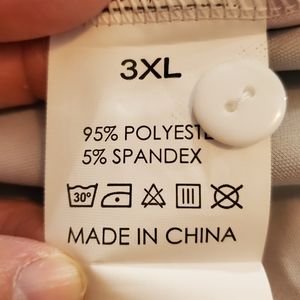 3XL
95% POLYESTE
5% SPANDEX
30°
MADE IN CHINA